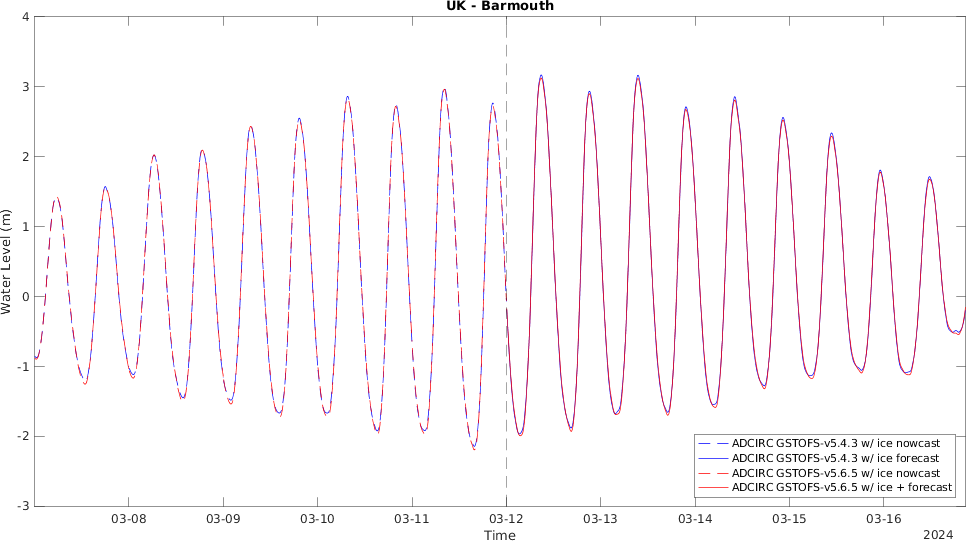 UK - Barmouth
Water Level (m)
4
3
2
1
0
-1
-2
-3
ADCIRC GSTOFS-v5.4.3 w/ ice nowcast
ADCIRC GSTOFS-v5.4.3 w/ ice forecast
ADCIRC GSTOFS-v5.6.5 w/ ice nowcast
ADCIRC GSTOFS-v5.6.5 w/ ice + forecast
03-08 03-09 03-10 03-11 03-12 03-13 03-14 03-15 03-16
Time
2024